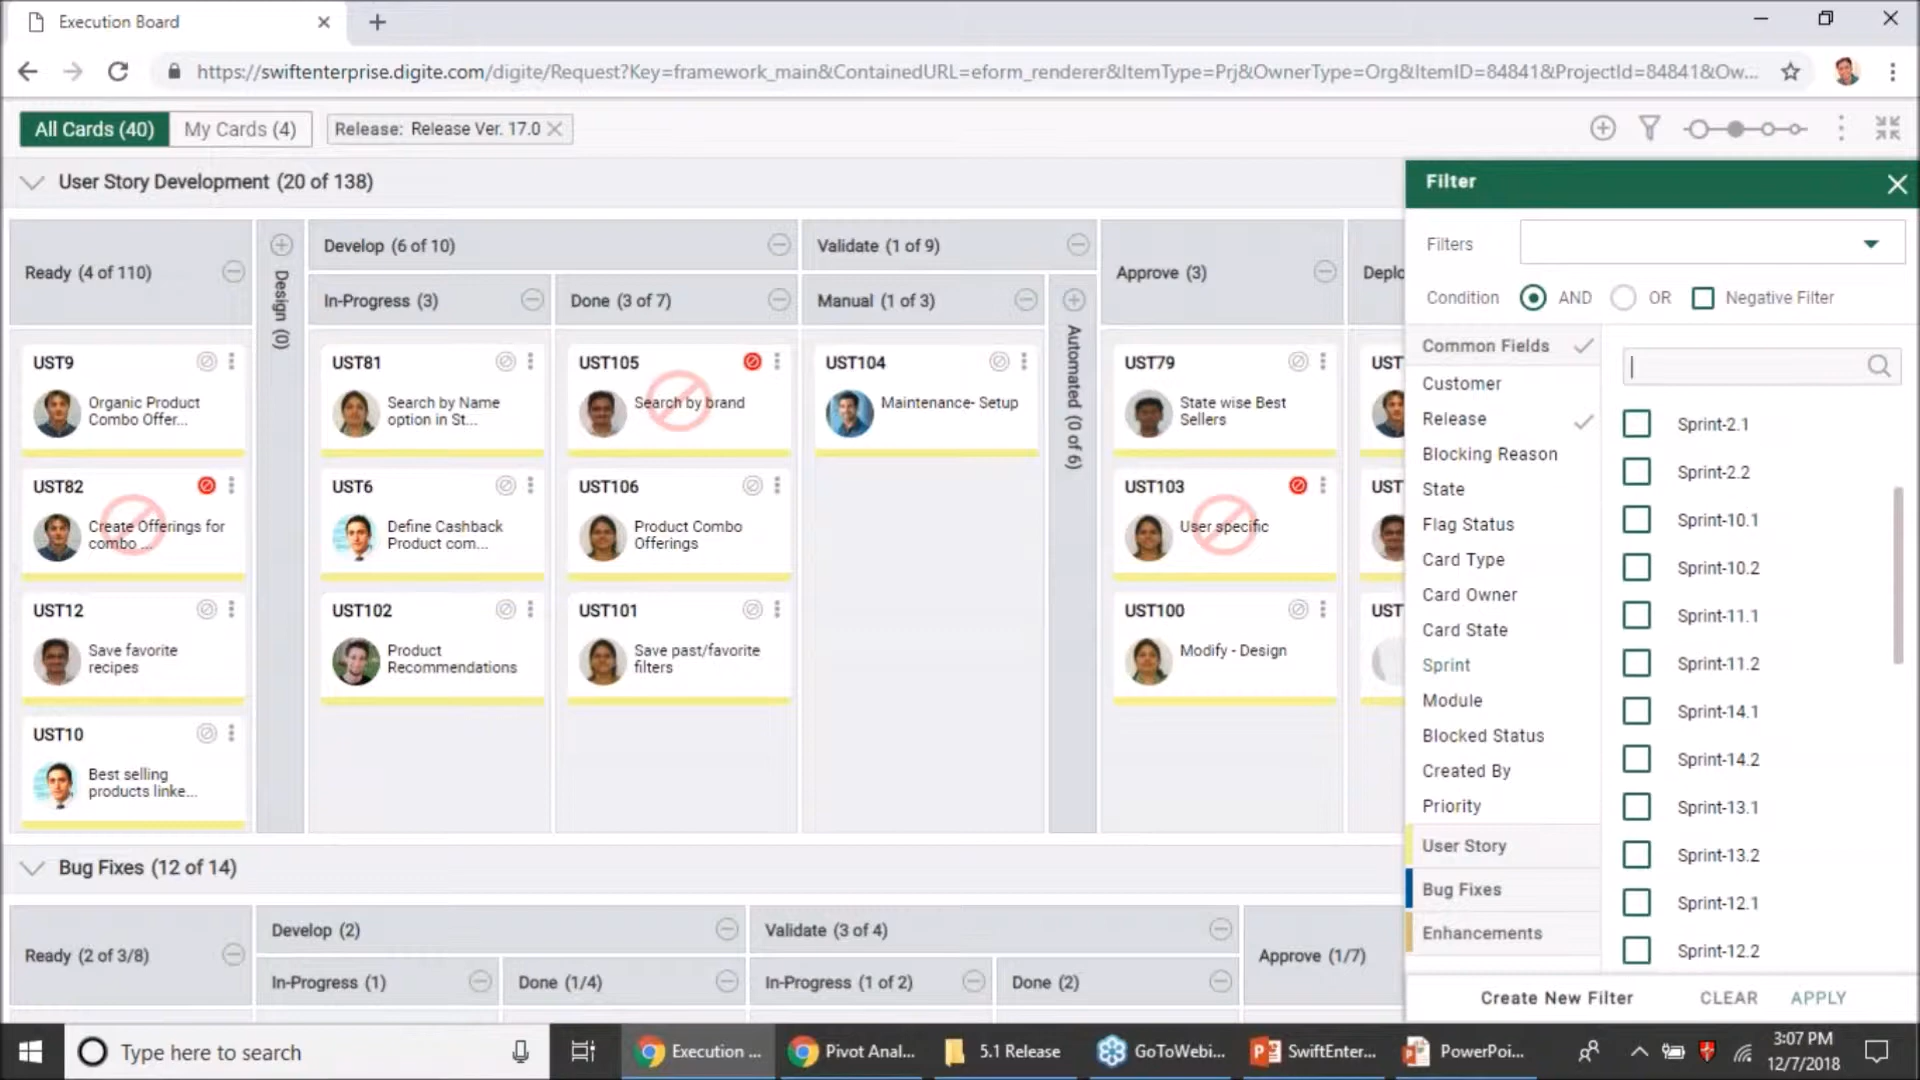 Execution Board
https://swiftenterprise.digite.com/digite/Request?Key=framework_main&ContainedURL=eform_renderer&ItemType=Prj&OwnerType=Org&ItemID=84841&ProjectId=84841&Ow...
All Cards (40)
My Cards (4)
Release: Release Ver. 17.0
User Story Development (20 of 138)
Ready (4 of 110)
Design (0)
Develop (6 of 10)
In-Progress (3)
Done (3 of 7)
Validate (1 of 9)
Manual (1 of 3)
Automated (0 of 6)
Approve (3)
Deplo
UST9
Organic Product
Combo Offer...
UST82
Create Offerings for
combo ...
UST12
Save favorite
recipes
UST10
Best selling
products linke...
UST81
Search by Name
option in St...
UST6
Define Cashback
Product com...
UST102
Product
Recommendations
UST105
Search by brand
UST106
Product Combo
Offerings
UST101
Save past/favorite
filters
UST104
Maintenance- Setup
UST79
State wise Best
Sellers
UST103
User specific
UST100
Modify - Design
UST
UST
UST
Bug Fixes (12 of 14)
Ready (2 of 3/8)
Develop (2)
In-Progress (1)
Done (1/4)
Validate (3 of 4)
In-Progress (1 of 2)
Done (2)
Approve (1/7)
Filter
Filters
Condition
AND
OR
Negative Filter
Common Fields
Customer
Release
Blocking Reason
State
Flag Status
Card Type
Card Owner
Card State
Sprint
Module
Blocked Status
Created By
Priority
User Story
Bug Fixes
Enhancements
Sprint-2.1
Sprint-2.2
Sprint-10.1
Sprint-10.2
Sprint-11.1
Sprint-11.2
Sprint-14.1
Sprint-14.2
Sprint-13.1
Sprint-13.2
Sprint-12.1
Sprint-12.2
Create New Filter
CLEAR
APPLY
Type here to search
Execution ...
Pivot Anal...
5.1 Release
GoToWebi...
SwiftEnter...
PowerPoi...
3:07 PM
12/7/2018